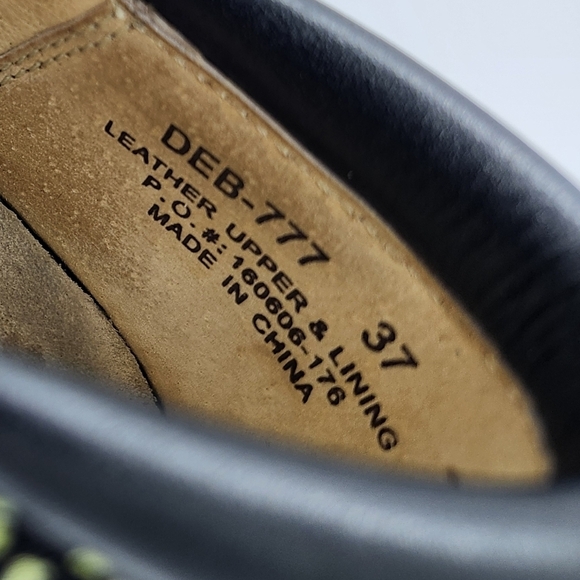 DEB-777 37
LEATHER UPPER & LINING
P.O.#: 160606-176
MADE IN CHINA